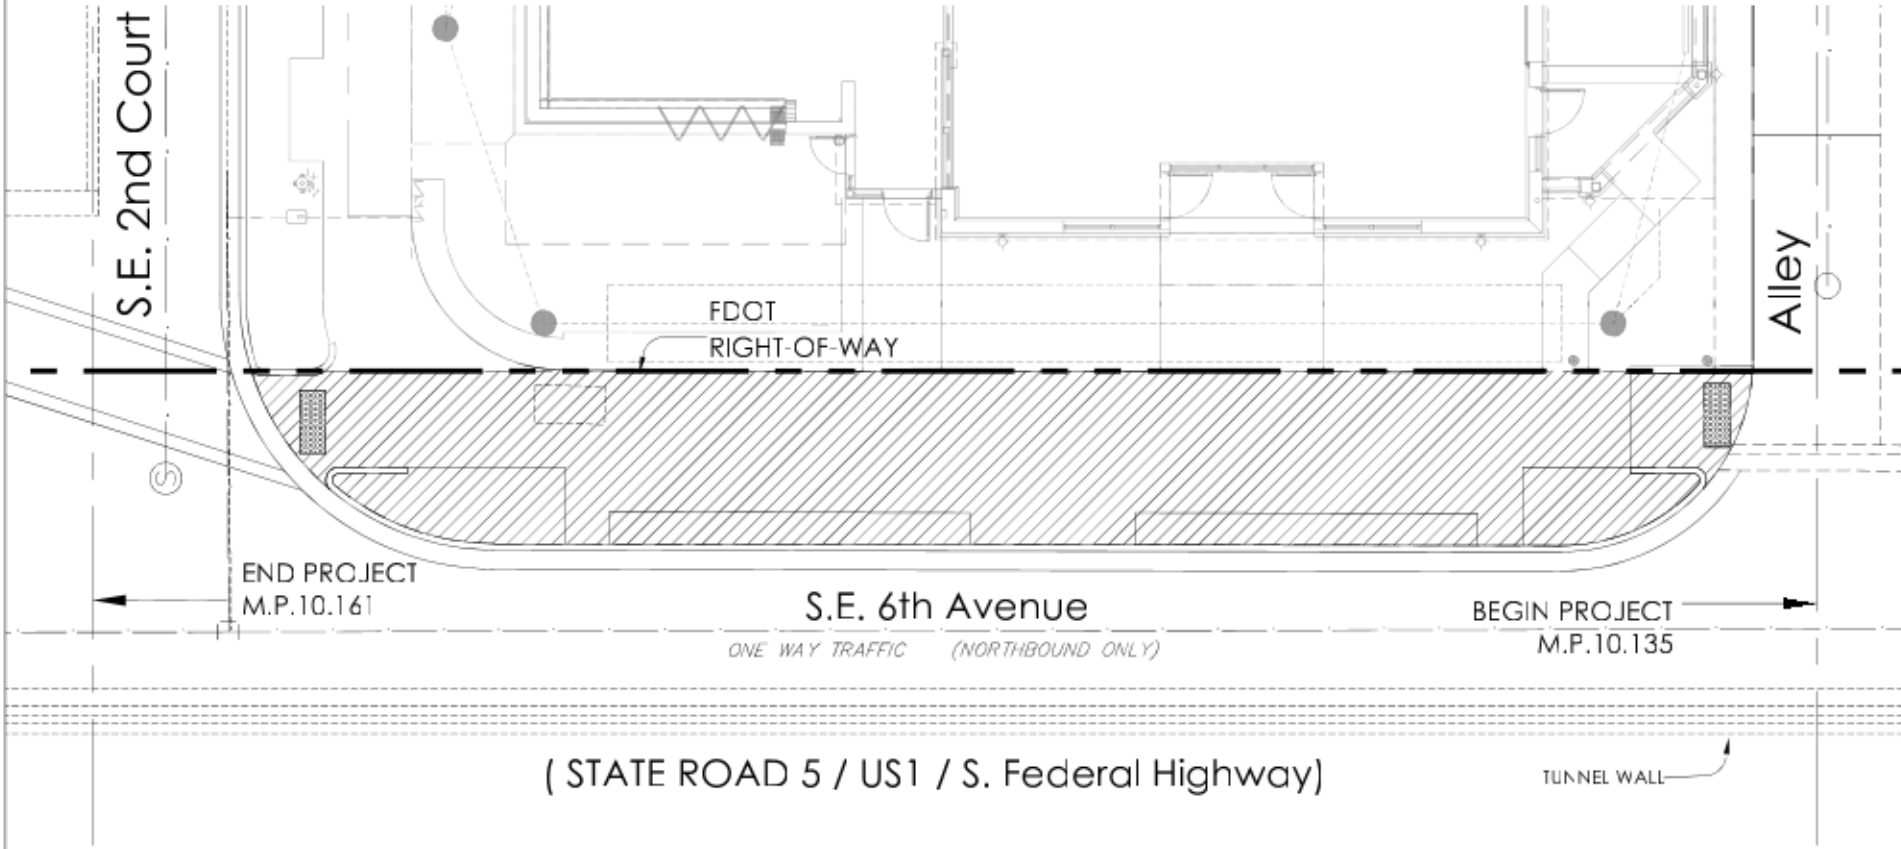 S.E. 2nd Court
FDOT
RIGHT-OF-WAY
Alley
S
END PROJECT
M.P.10.161
S.E. 6th Avenue
BEGIN PROJECT
M.P.10.135
ONE WAY TRAFFIC (NORTHBOUND ONLY)
( STATE ROAD 5 / US1 / S. Federal Highway)
TUNNEL WALL